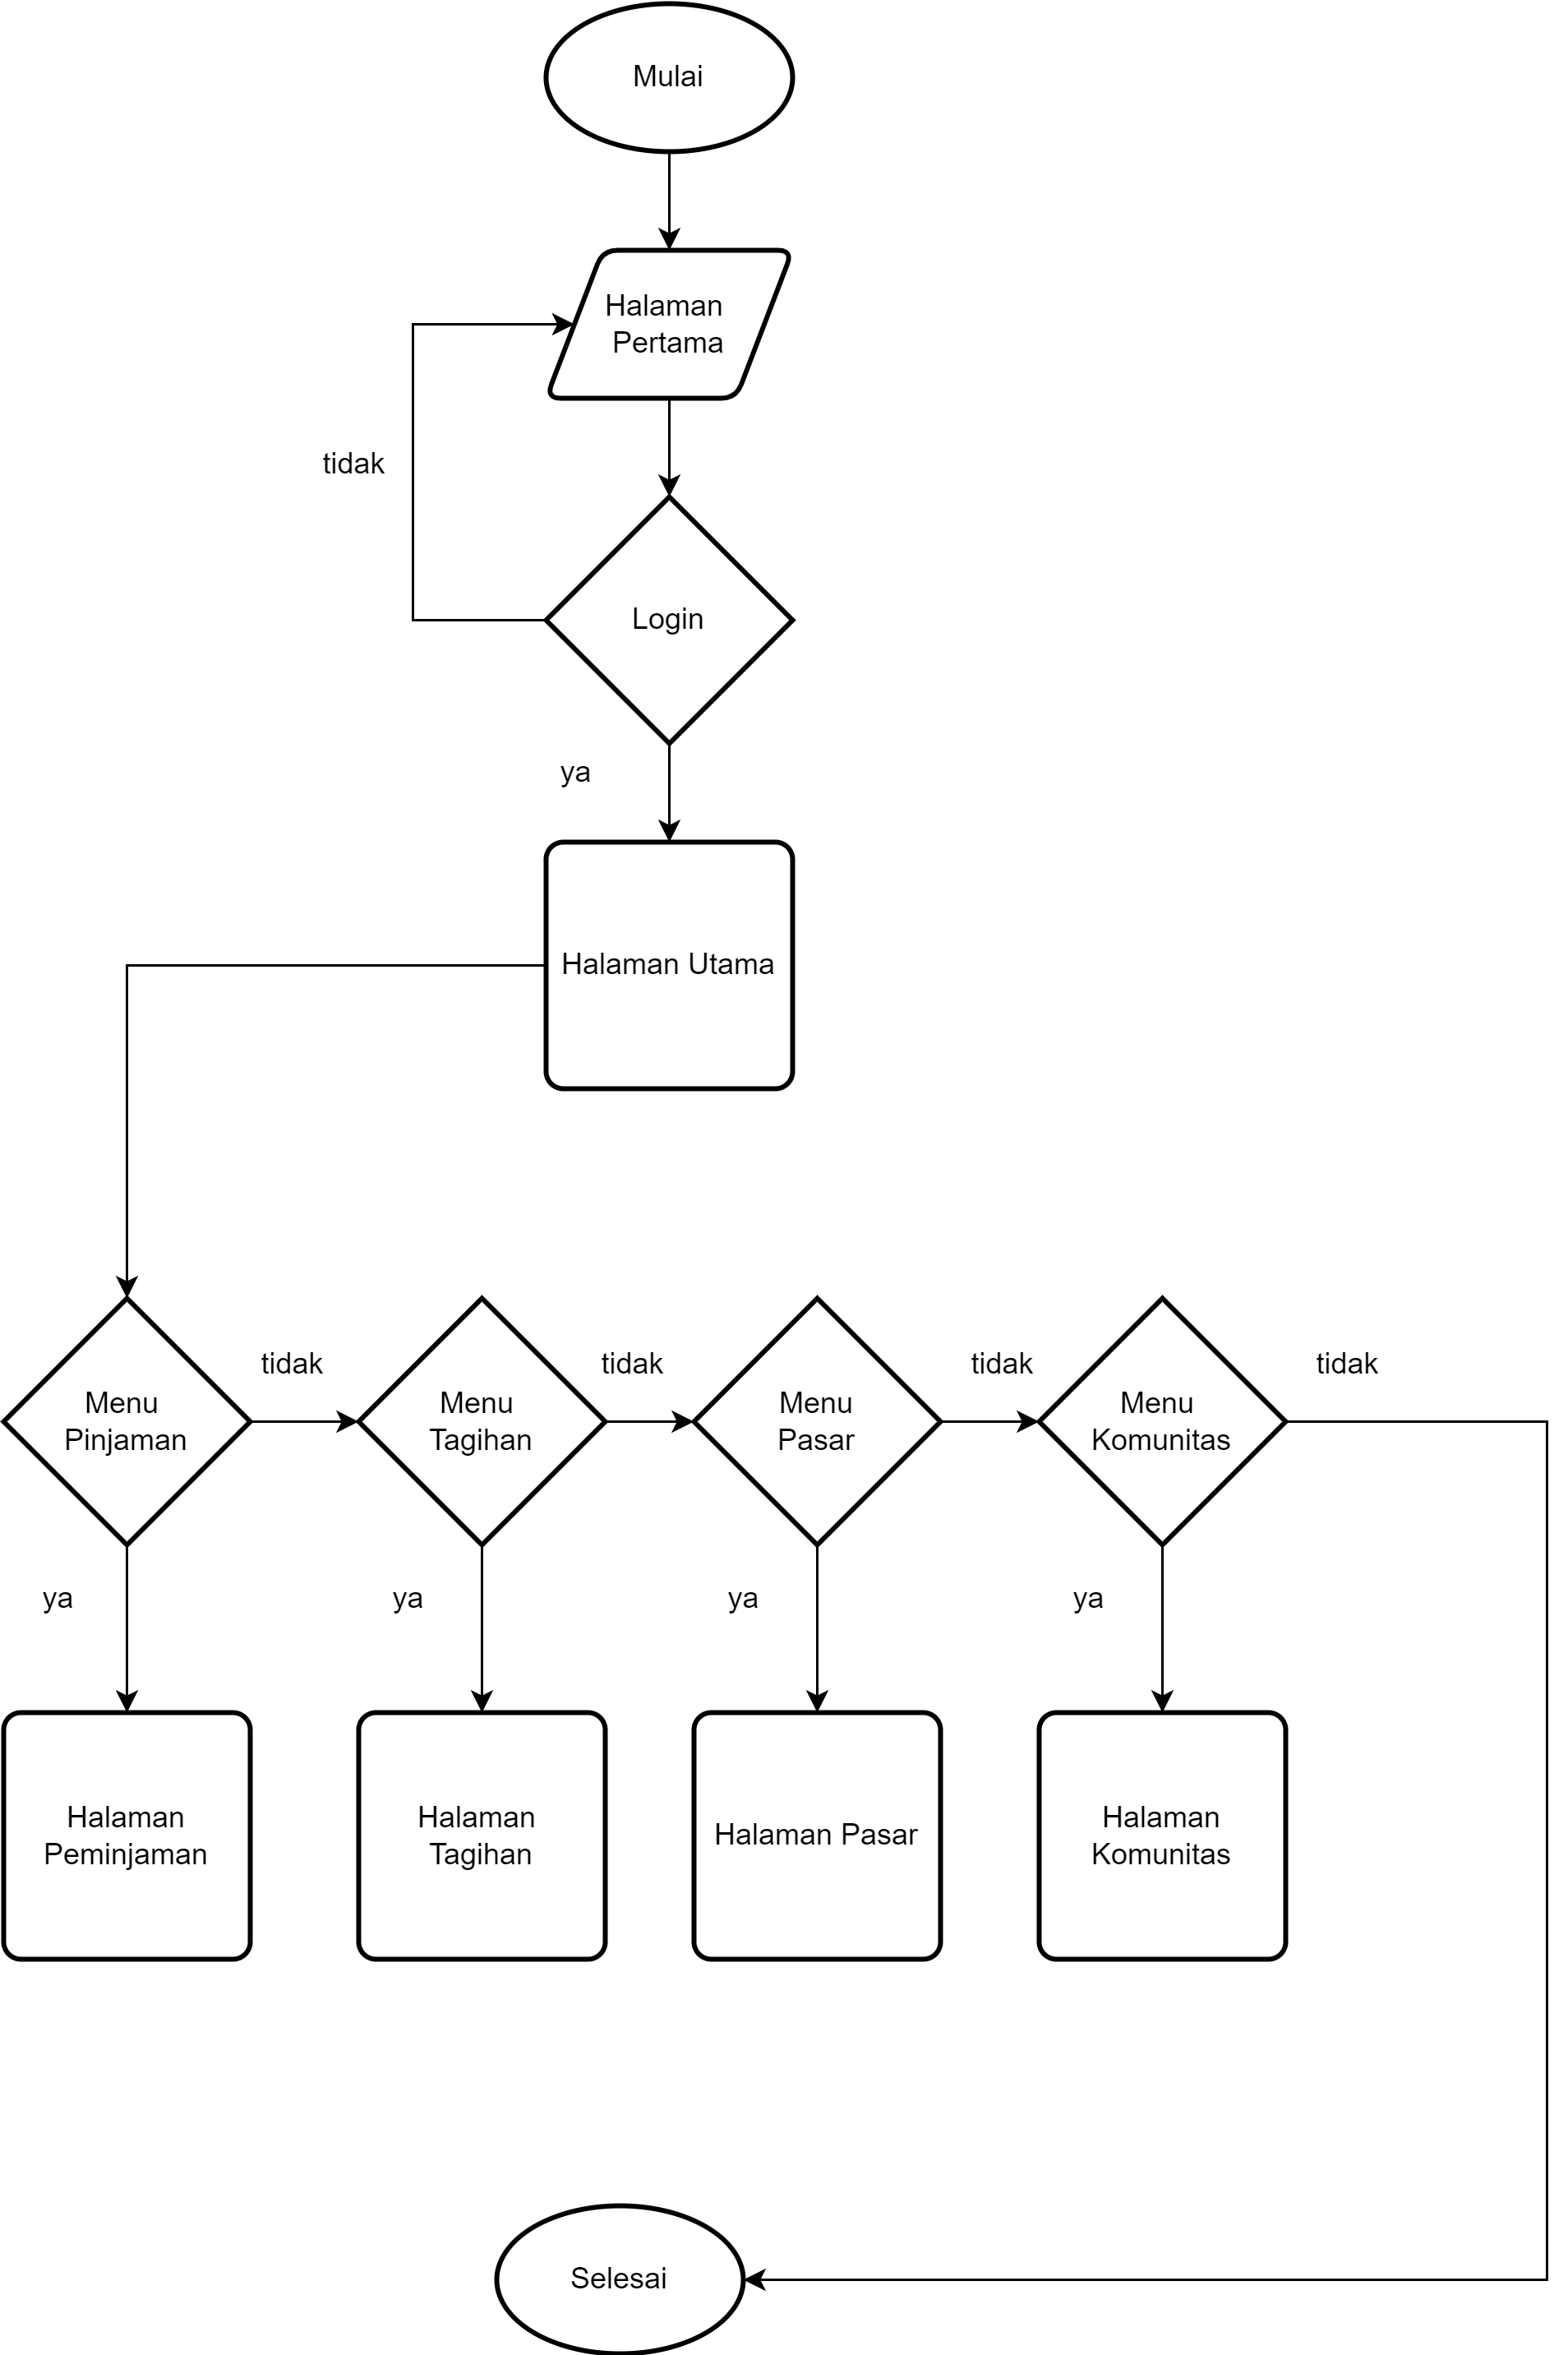 Mulai
Halaman
Pertama
tidak
Login
ya
Halaman Utama
tidak
tidak
tidak
tidak
Menu
Pinjaman
Menu
Tagihan
Menu
Pasar
Menu
Komunitas
ya
ya
ya
ya
Halaman
Peminjaman
Halaman
Tagihan
Halaman Pasar
Halaman
Komunitas
Selesai